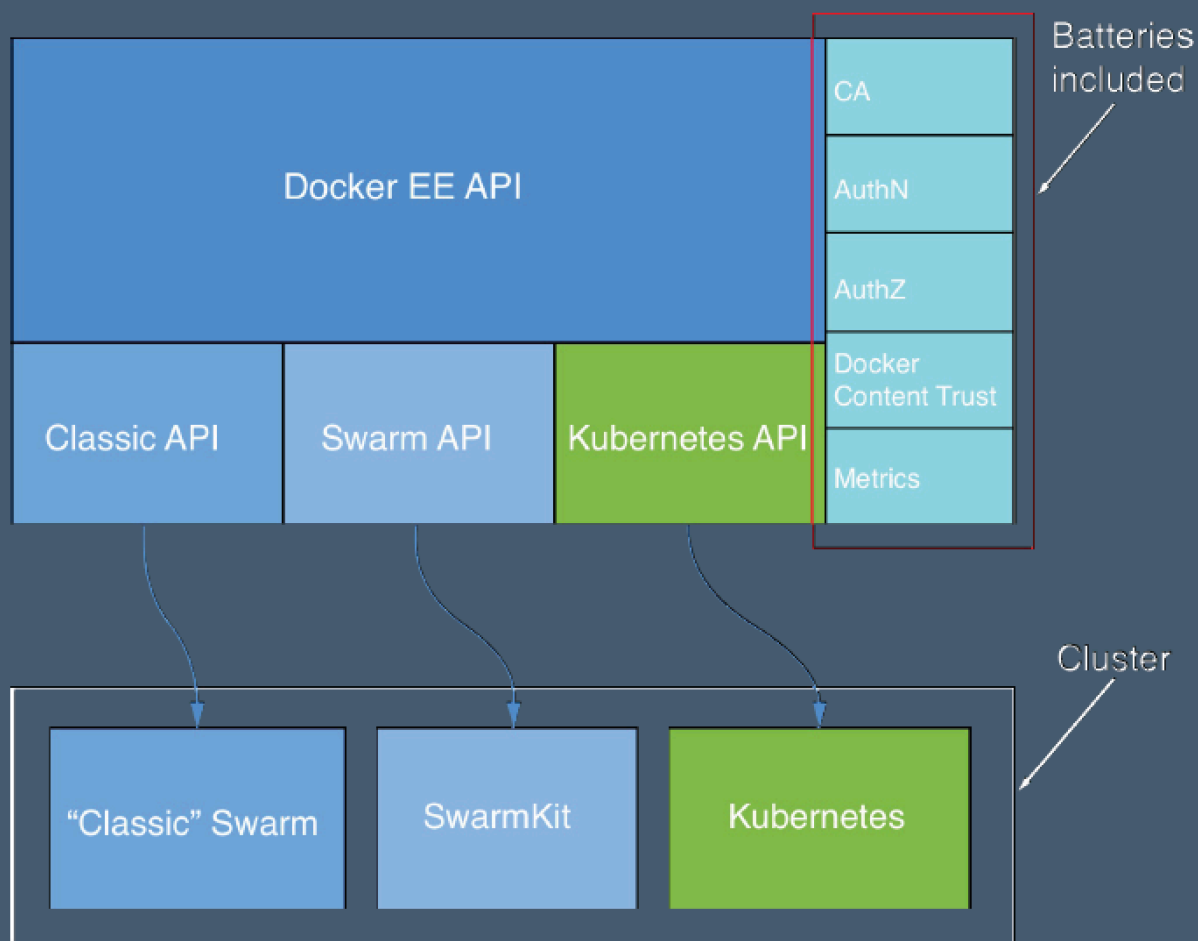 Batteries
included
CA
Docker EE API
AuthN
AuthZ
Docker
Content Trust
Classic API
Swarm API
Kubernetes API
Metrics
Cluster
“Classic” Swarm
SwarmKit
Kubernetes